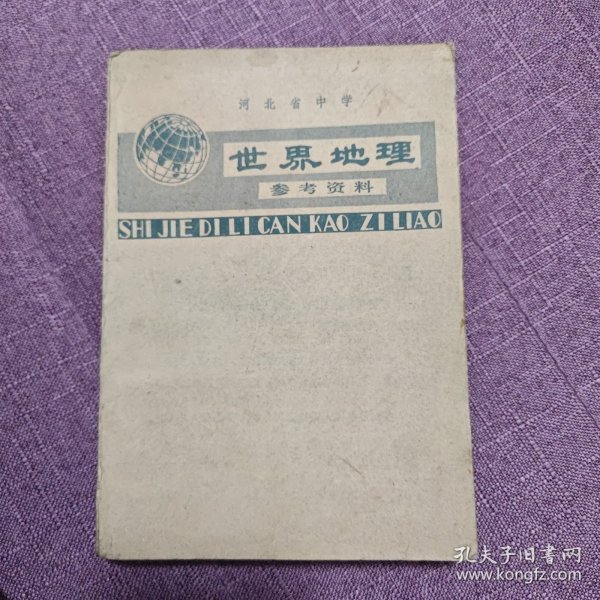 河北省中学
世界地理
参考资料
SHI JIE DI LI CAN KAO ZI LIAO
孔夫子旧书网
www.kongfz.com